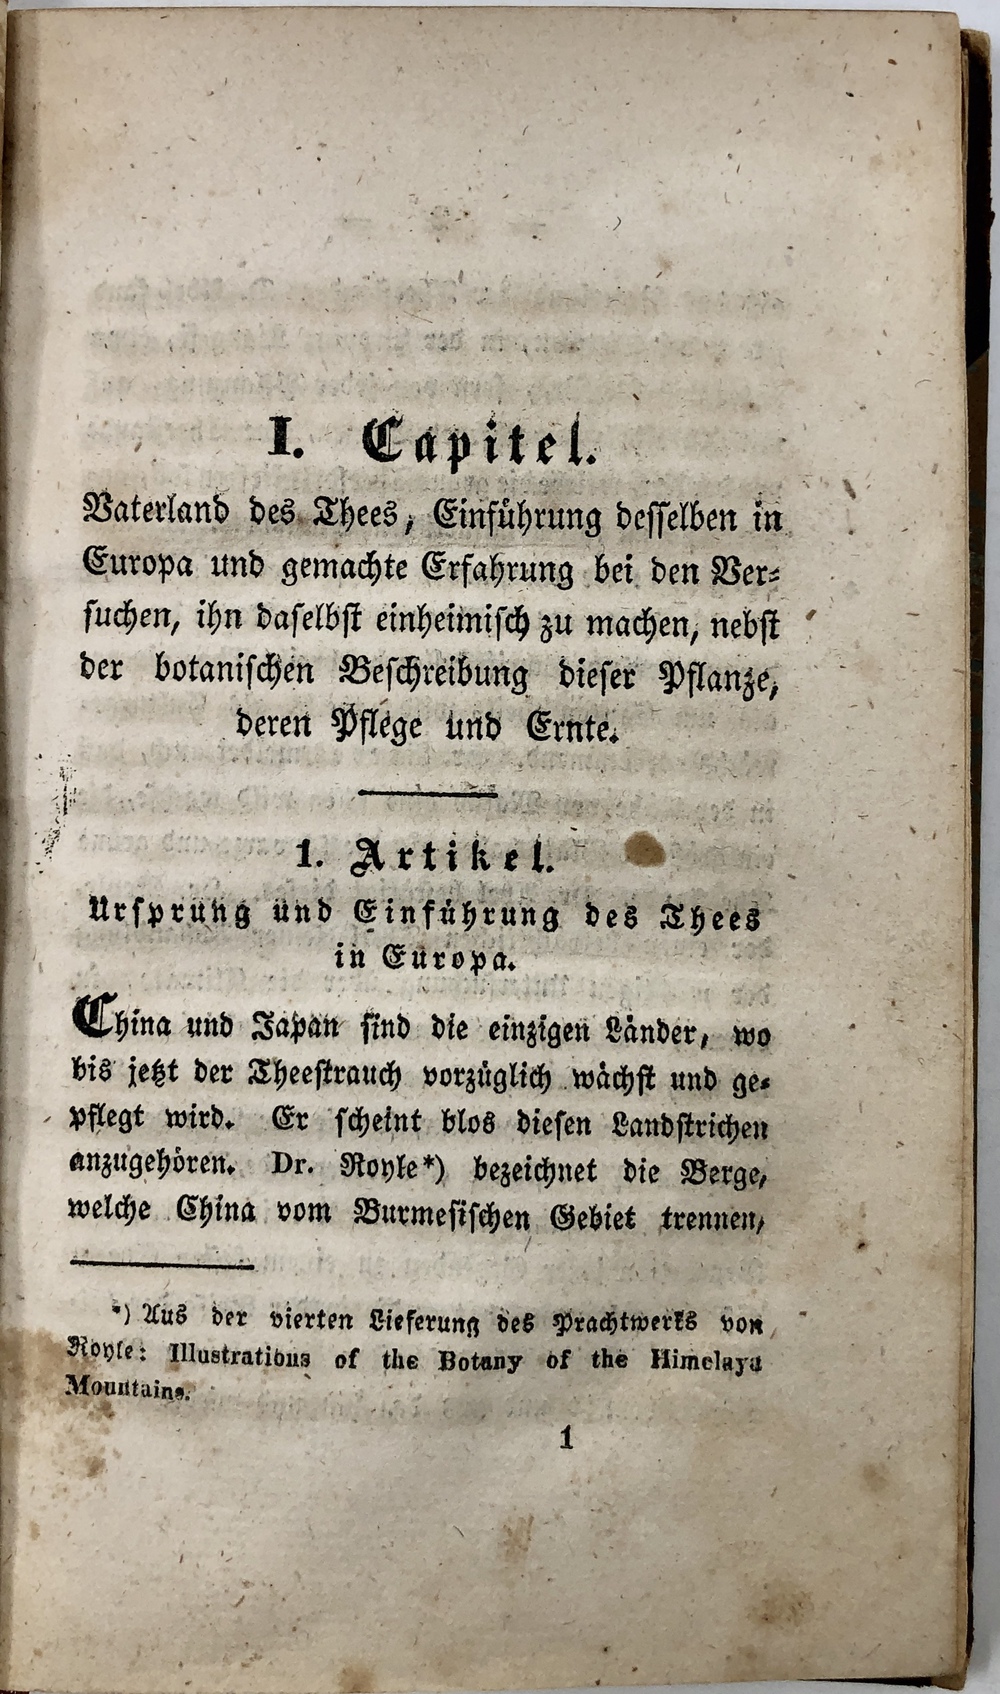 I. Capitel.
Vaterland des Thees, Einführung desselben in
Europa und gemachte Erfahrung bei den Ver-
suchen, ihn daselbst einheimisch zu machen, nebst
der botanischen Beschreibung dieser Pflanze,
deren Pflege und Ernte.
1. Artikel.
Ursprung und Einführung des Thees
in Europa.
China und Japan sind die einzigen Länder, wo
bis jetzt der Theestrauch vorzüglich wächst und ge-
pflegt wird. Er scheint blos diesen Landstrichen
anzugehören. Dr. Royle*) bezeichnet die Berge,
welche China vom Burmesischen Gebiet trennen,
*) Aus der vierten Lieferung des Prachtwerks von
Royle: Illustrations of the Botany of the Himelaya
Mountains.
1